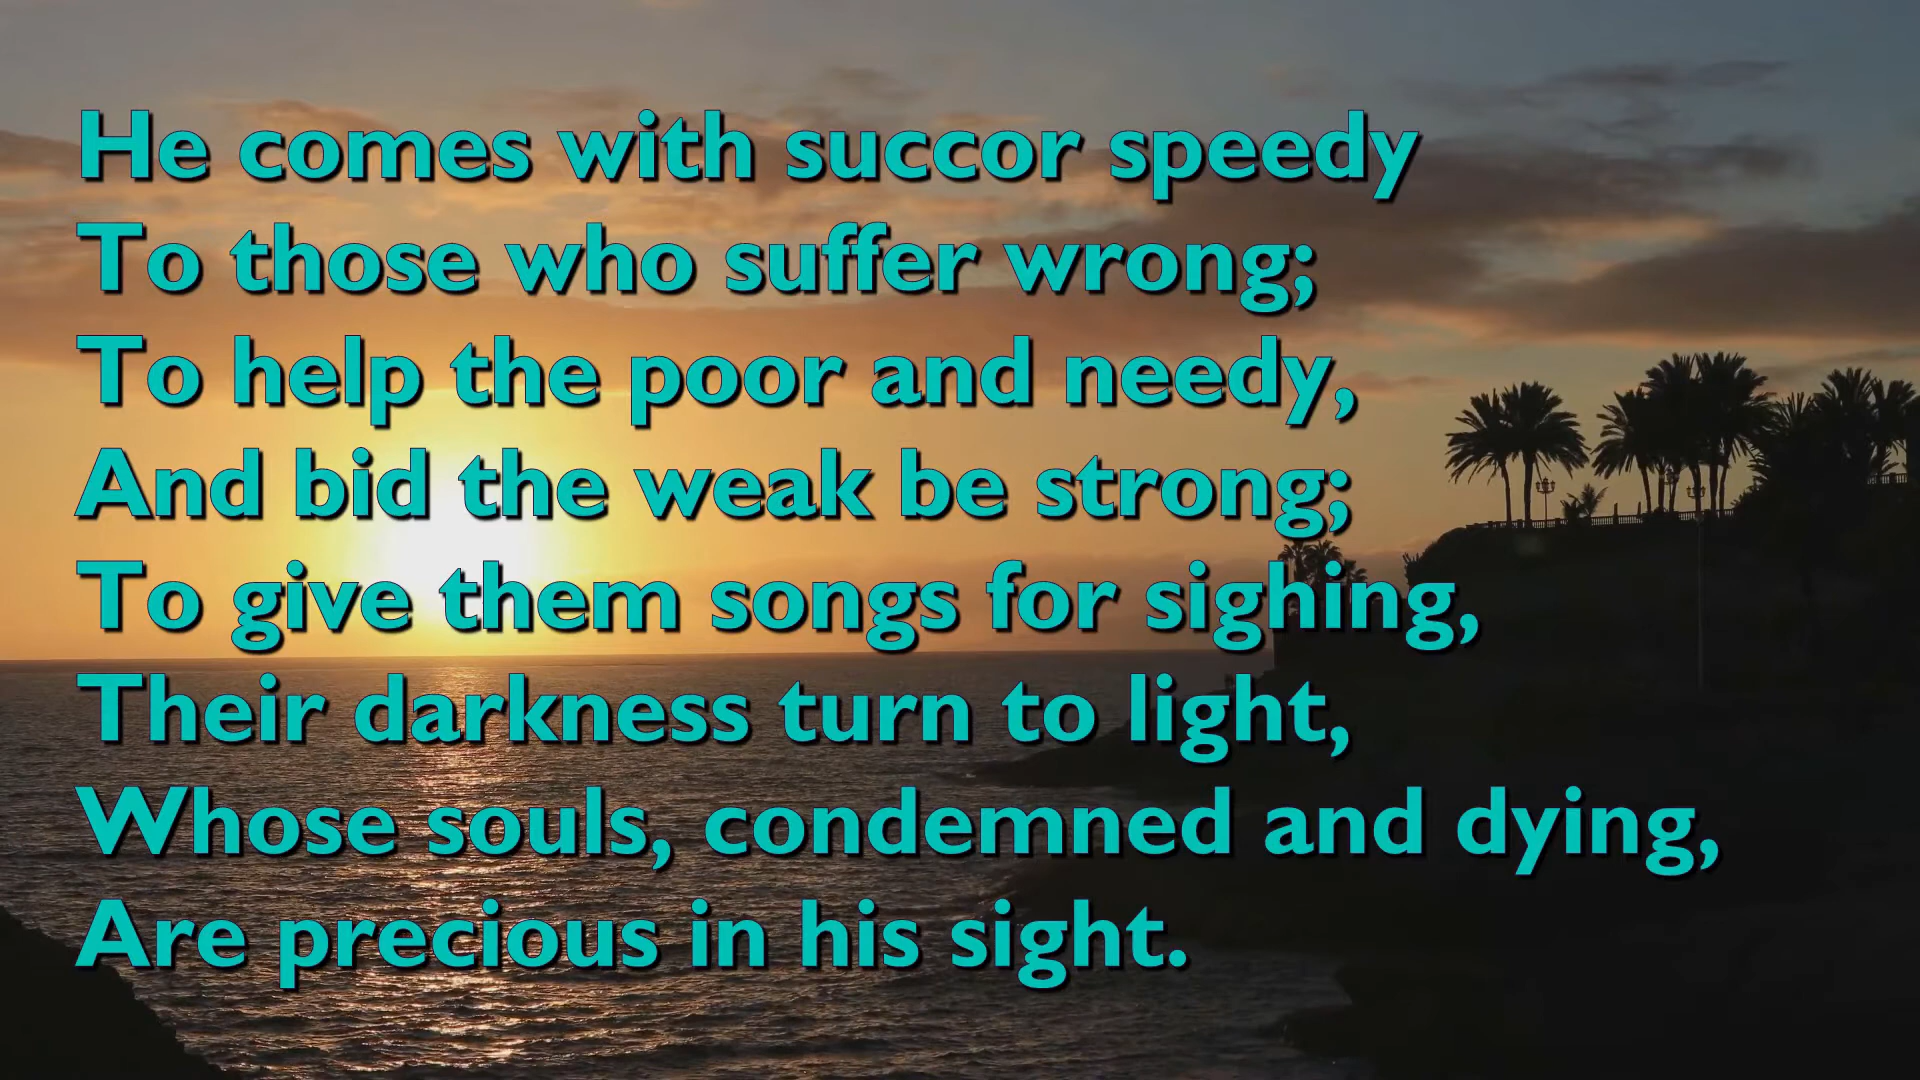 He comes with succor speedy
To those who suffer wrong;
To help the poor and needy,
And bid the weak be strong;
To give them songs for sighing,
Their darkness turn to light,
Whose souls, condemned and dying,
Are precious in his sight.